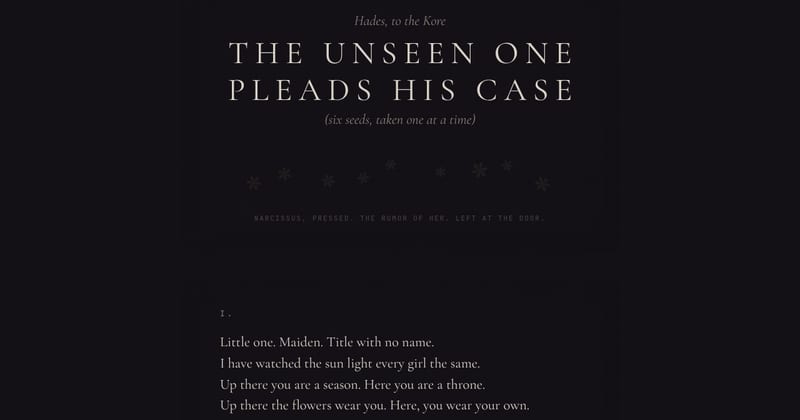 Hades, to the Kore
THE UNSEEN ONE
PLEADS HIS CASE
(six seeds, taken one at a time)
NARCISSUS, PRESSED. THE RUMOR OF HER. LEFT AT THE DOOR.
I.
Little one. Maiden. Title with no name.
I have watched the sun light every girl the same.
Up there you are a season. Here you are a throne.
Up there the flowers wear you. Here, you wear your own.